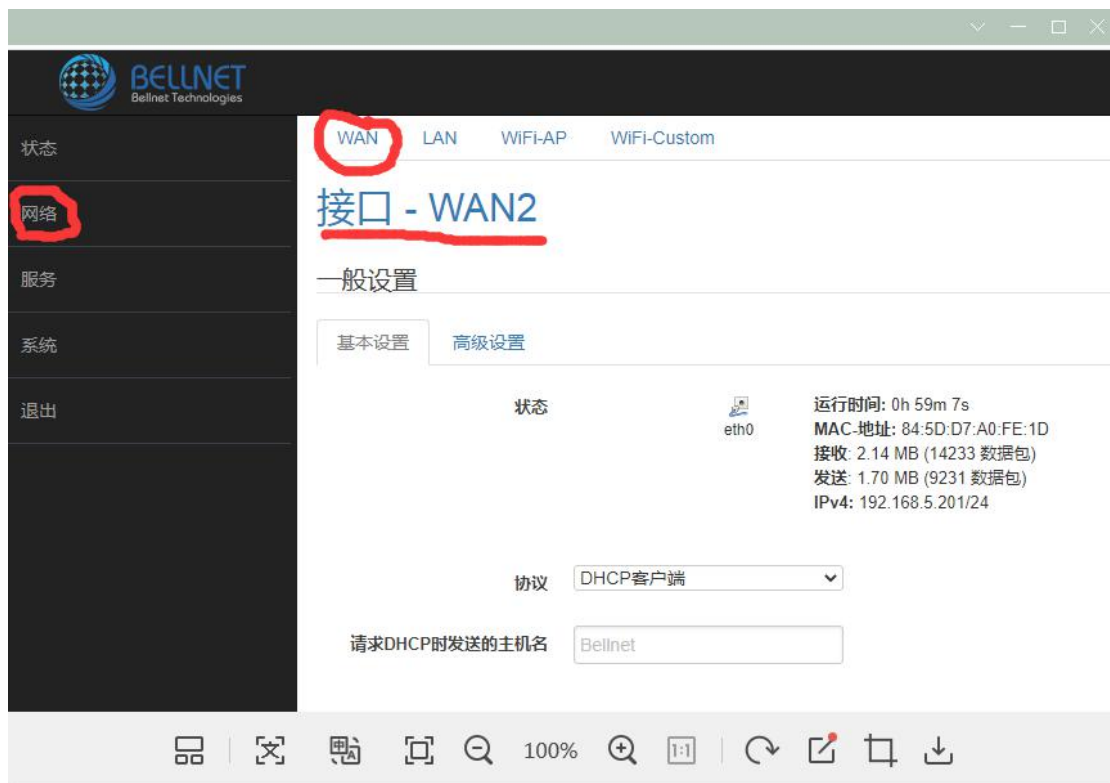 BELLNET
Bellnet Technologies
状态
网络
服务
系统
退出
WAN LAN WiFi-AP WiFi-Custom
接口 - WAN2
一般设置
基本设置 高级设置
状态
eth0
运行时间: 0h 59m 7s
MAC-地址: 84:5D:D7:A0:FE:1D
接收: 2.14 MB (14233 数据包)
发送: 1.70 MB (9231 数据包)
IPv4: 192.168.5.201/24
协议 DHCP客户端
请求DHCP时发送的主机名 Bellnet
文 中A 100% 1:1